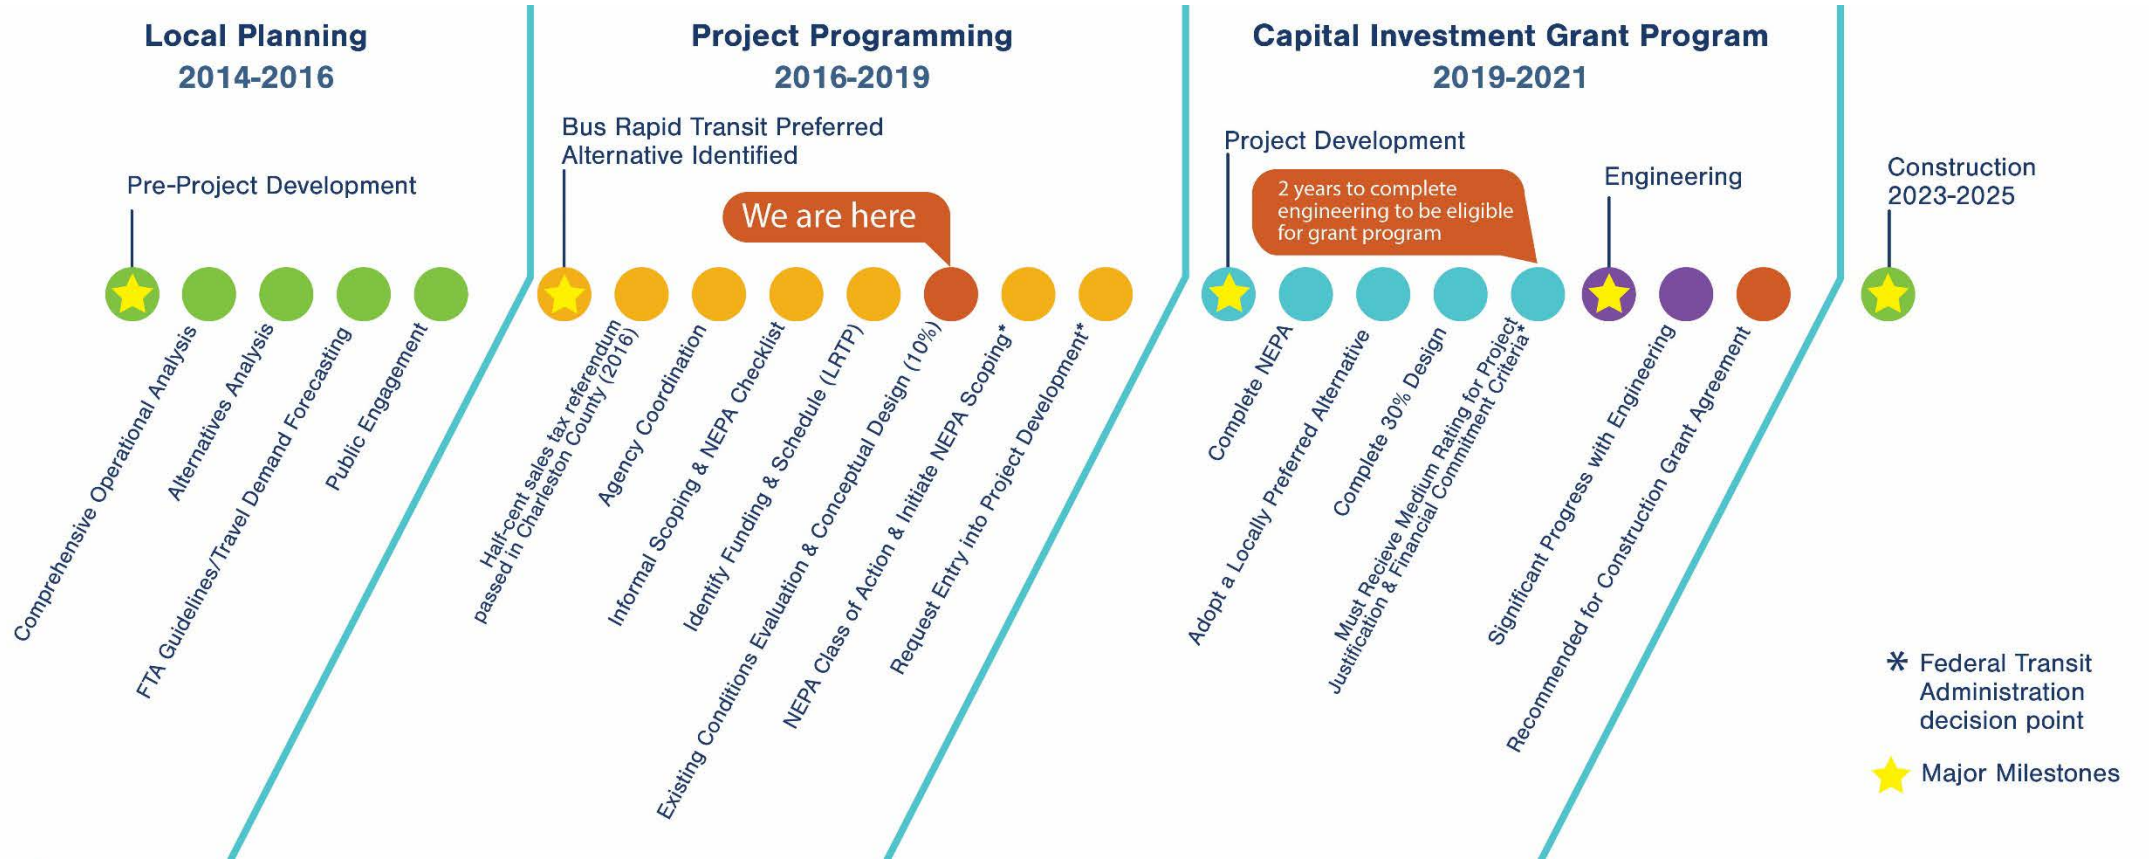 Local Planning
2014-2016
Pre-Project Development
Comprehensive Operational Analysis
Alternatives Analysis
FTA Guidelines/Travel Demand Forecasting
Public Engagement
Project Programming
2016-2019
Bus Rapid Transit Preferred
Alternative Identified
We are here
Half-cent sales tax referendum
passed in Charleston County (2016)
Agency Coordination
Informal Scoping & NEPA Checklist
Identify Funding & Schedule (LRTP)
Existing Conditions Evaluation & Conceptual Design (10%)
NEPA Class of Action & Initiate NEPA Scoping*
Request Entry into Project Development*
Capital Investment Grant Program
2019-2021
Project Development
2 years to complete
engineering to be eligible
for grant program
Engineering
Complete NEPA
Adopt a Locally Preferred Alternative
Complete 30% Design
Must Recieve Medium Rating for Project
Justification & Financial Commitment Criteria*
Significant Progress with Engineering
Recommended for Construction Grant Agreement
Construction
2023-2025
* Federal Transit
Administration
decision point
Major Milestones